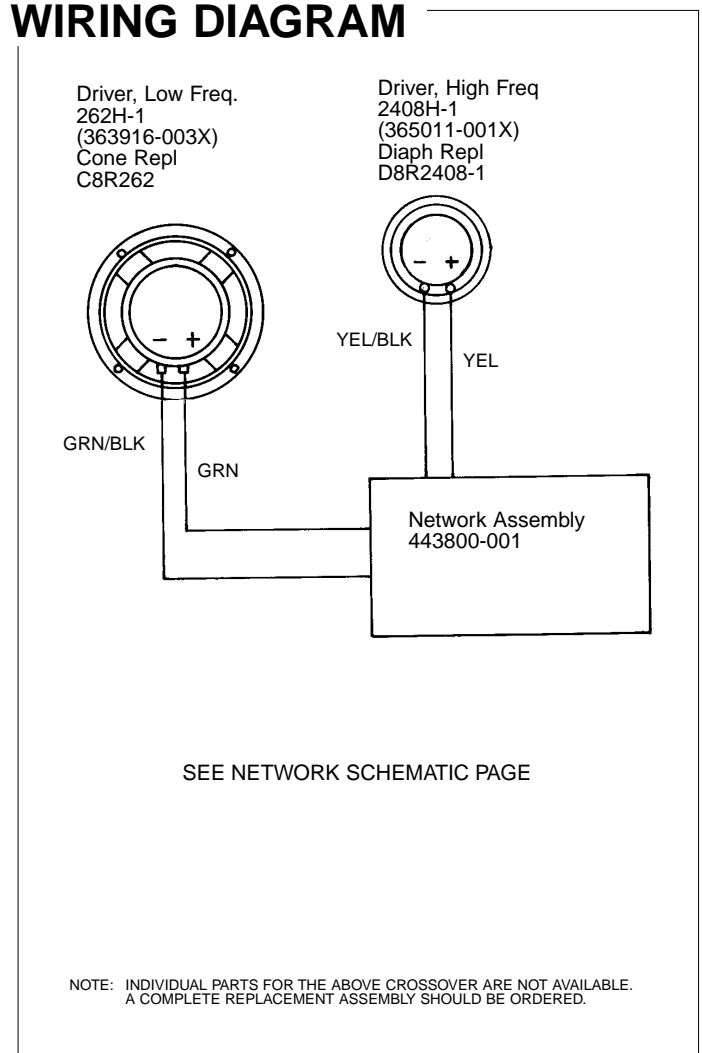 WIRING DIAGRAM
Driver, Low Freq.
262H-1
(363916-003X)
Cone Repl
C8R262
Driver, High Freq
2408H-1
(365011-001X)
Diaph Repl
D8R2408-1
- +
- +
YEL/BLK
YEL
GRN/BLK
GRN
Network Assembly
443800-001
SEE NETWORK SCHEMATIC PAGE
NOTE: INDIVIDUAL PARTS FOR THE ABOVE CROSSOVER ARE NOT AVAILABLE.
A COMPLETE REPLACEMENT ASSEMBLY SHOULD BE ORDERED.